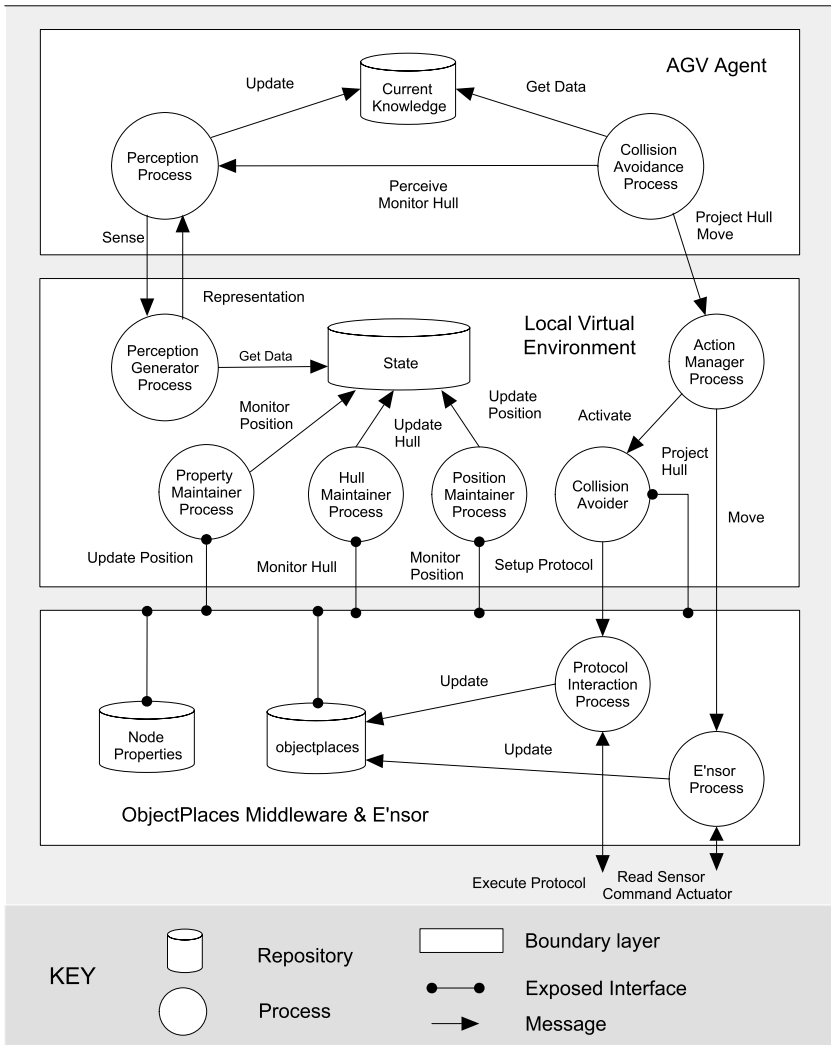 AGV Agent
Update
Current
Knowledge
Get Data
Perception
Process
Collision
Avoidance
Process
Perceive
Monitor Hull
Project Hull
Move
Sense
Representation
Local Virtual
Environment
Perception
Generator
Process
Get Data
State
Action
Manager
Process
Monitor
Position
Update
Hull
Update
Position
Activate
Project
Hull
Property
Maintainer
Process
Hull
Maintainer
Process
Position
Maintainer
Process
Collision
Avoider
Move
Update Position
Monitor Hull
Monitor
Position
Setup Protocol
Protocol
Interaction
Process
Update
Node
Properties
objectplaces
Update
E'nsor
Process
ObjectPlaces Middleware & E'nsor
Execute Protocol
Read Sensor
Command Actuator
KEY
Repository
Process
Boundary layer
Exposed Interface
Message